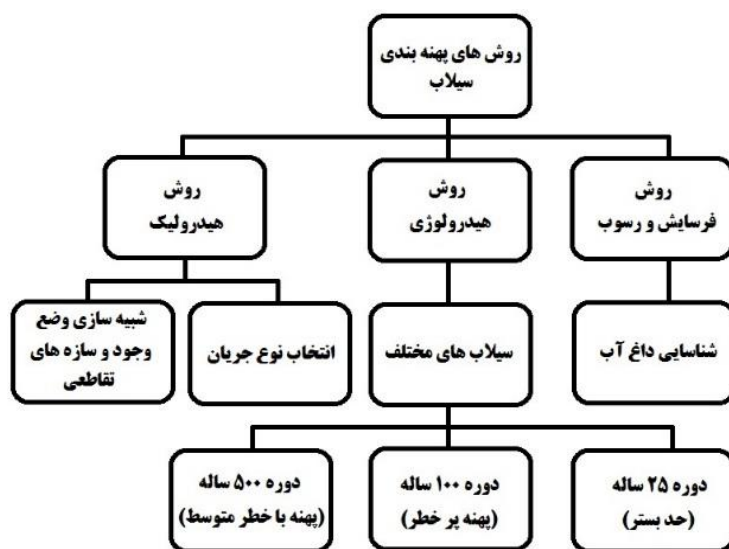 روش های پهنه بندی
سیلاب
روش
فرسایش و رسوب
روش
هیدرولوژی
روش
هیدرولیک
شناسایی داغ آب
سیلاب های مختلف
انتخاب نوع جریان
شبیه سازی وضع
وجود و سازه های
تقاطعی
دوره ۲۵ ساله
(حد بستر)
دوره ۱۰۰ ساله
(پهنه پر خطر)
دوره ۵۰۰ ساله
(پهنه با خطر متوسط)